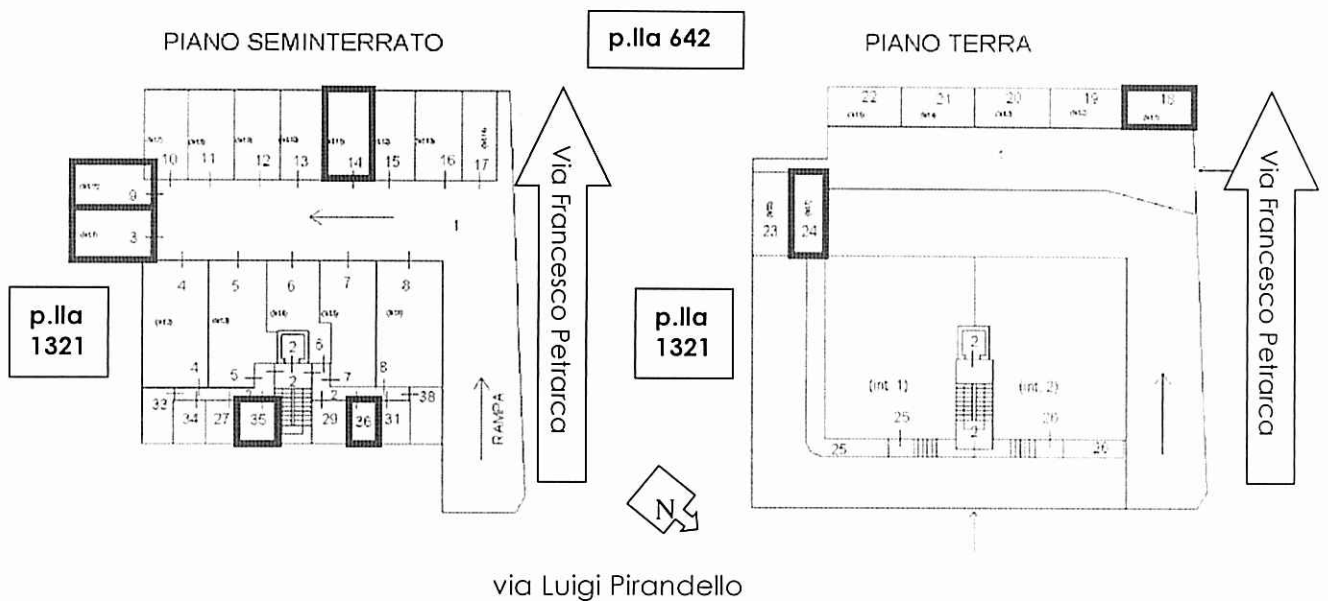 PIANO SEMINTERRATO
p.lla 642
PIANO TERRA
10 11 12 13 14 15 16 17
9
3
1
4 5 6 7 8
2 6
4 5 2 7 8
2 2
33 34 27 35 29 36 31 38
RAMPA
p.lla
1321
Via Francesco Petrarca
22 21 20 19 18
23 24
2
(int. 1) (int. 2)
25 26
2
25 26
p.lla
1321
Via Francesco Petrarca
N
via Luigi Pirandello